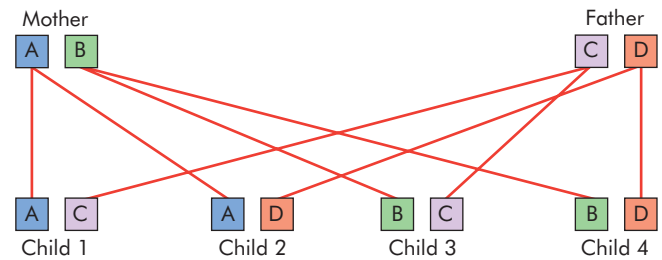 Mother Father
A B C D
A C A D B C B D
Child 1 Child 2 Child 3 Child 4